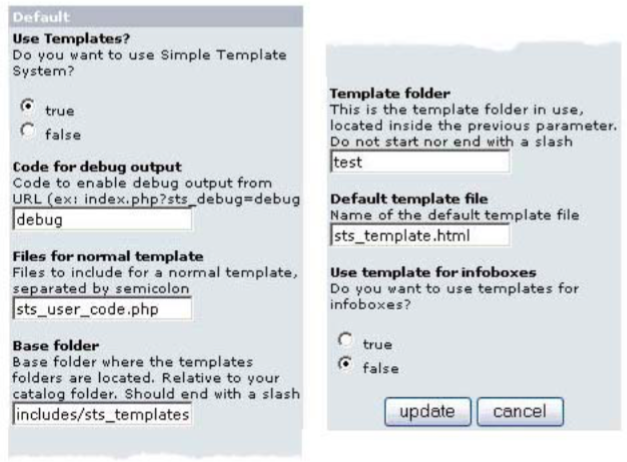 Default
Use Templates?
Do you want to use Simple Template
System?
true
false
Code for debug output
Code to enable debug output from
URL (ex: index.php?sts_debug=debug
debug
Files for normal template
Files to include for a normal template,
separated by semicolon
sts_user_code.php
Base folder
Base folder where the templates
folders are located. Relative to your
catalog folder. Should end with a slash
includes/sts_templates
Template folder
This is the template folder in use,
located inside the previous parameter.
Do not start nor end with a slash
test
Default template file
Name of the default template file
sts_template.html
Use template for infoboxes
Do you want to use templates for
infoboxes?
true
false
update cancel